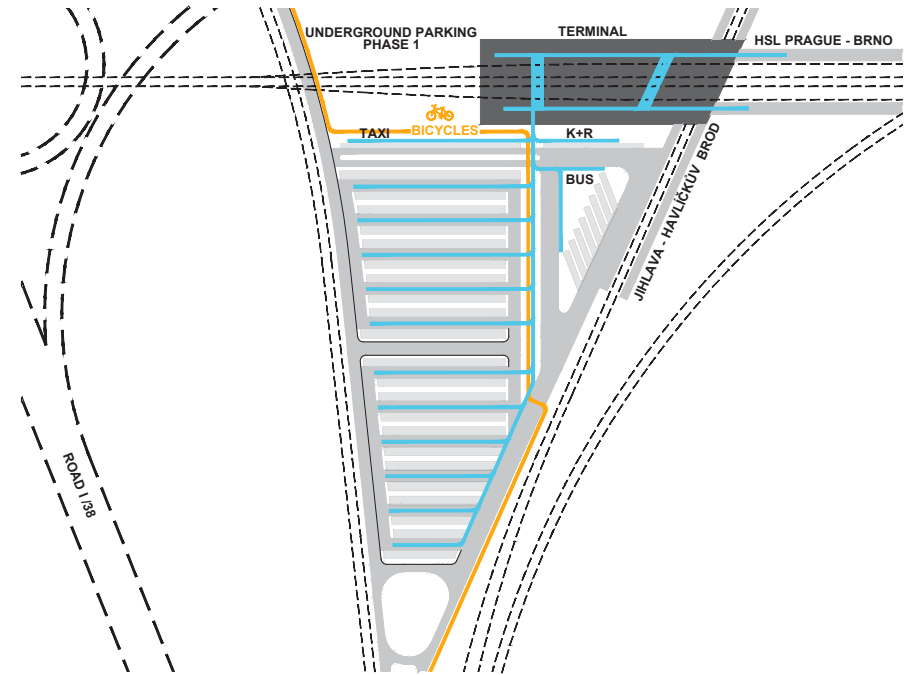 UNDERGROUND PARKING
PHASE 1
TERMINAL
HSL PRAGUE - BRNO
BICYCLES
TAXI
K+R
BUS
JIHLAVA - HAVLÍČKŮV BROD
ROAD I /38